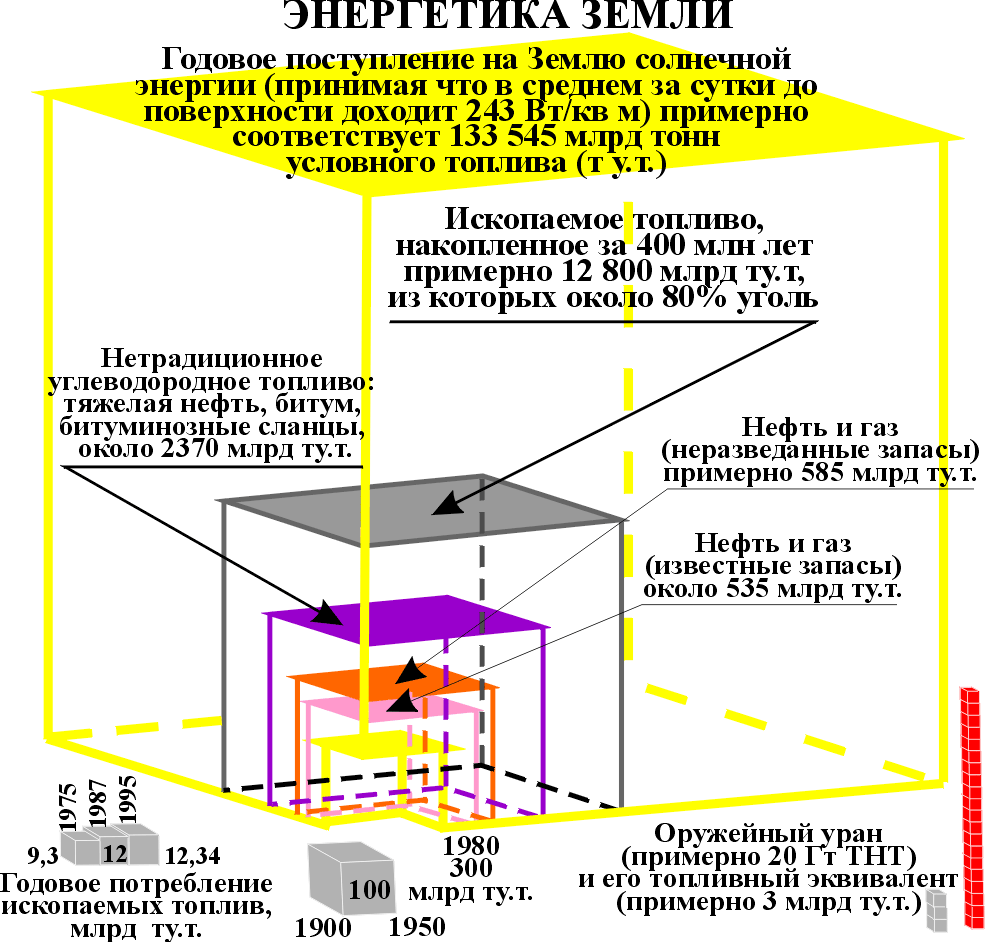 ЭНЕРГЕТИКА ЗЕМЛИ
Годовое поступление на Землю солнечной
энергии (принимая что в среднем за сутки до
поверхности доходит 243 Вт/кв м) примерно
соответствует 133 545 млрд тонн
условного топлива (т у.т.)
Ископаемое топливо,
накопленное за 400 млн лет
примерно 12 800 млрд ту.т,
из которых около 80% уголь
Нетрадиционное
углеводородное топливо:
тяжелая нефть, битум,
битуминозные сланцы,
около 2370 млрд ту.т.
Нефть и газ
(неразведанные запасы)
примерно 585 млрд ту.т.
Нефть и газ
(известные запасы)
около 535 млрд ту.т.
1975
1987
1995
9,3
12
12,34
Годовое потребление
ископаемых топлив,
млрд ту.т.
100
1900
1950
1980
300
млрд ту.т.
Оружейный уран
(примерно 20 Гт ТНТ)
и его топливный эквивалент
(примерно 3 млрд ту.т.)